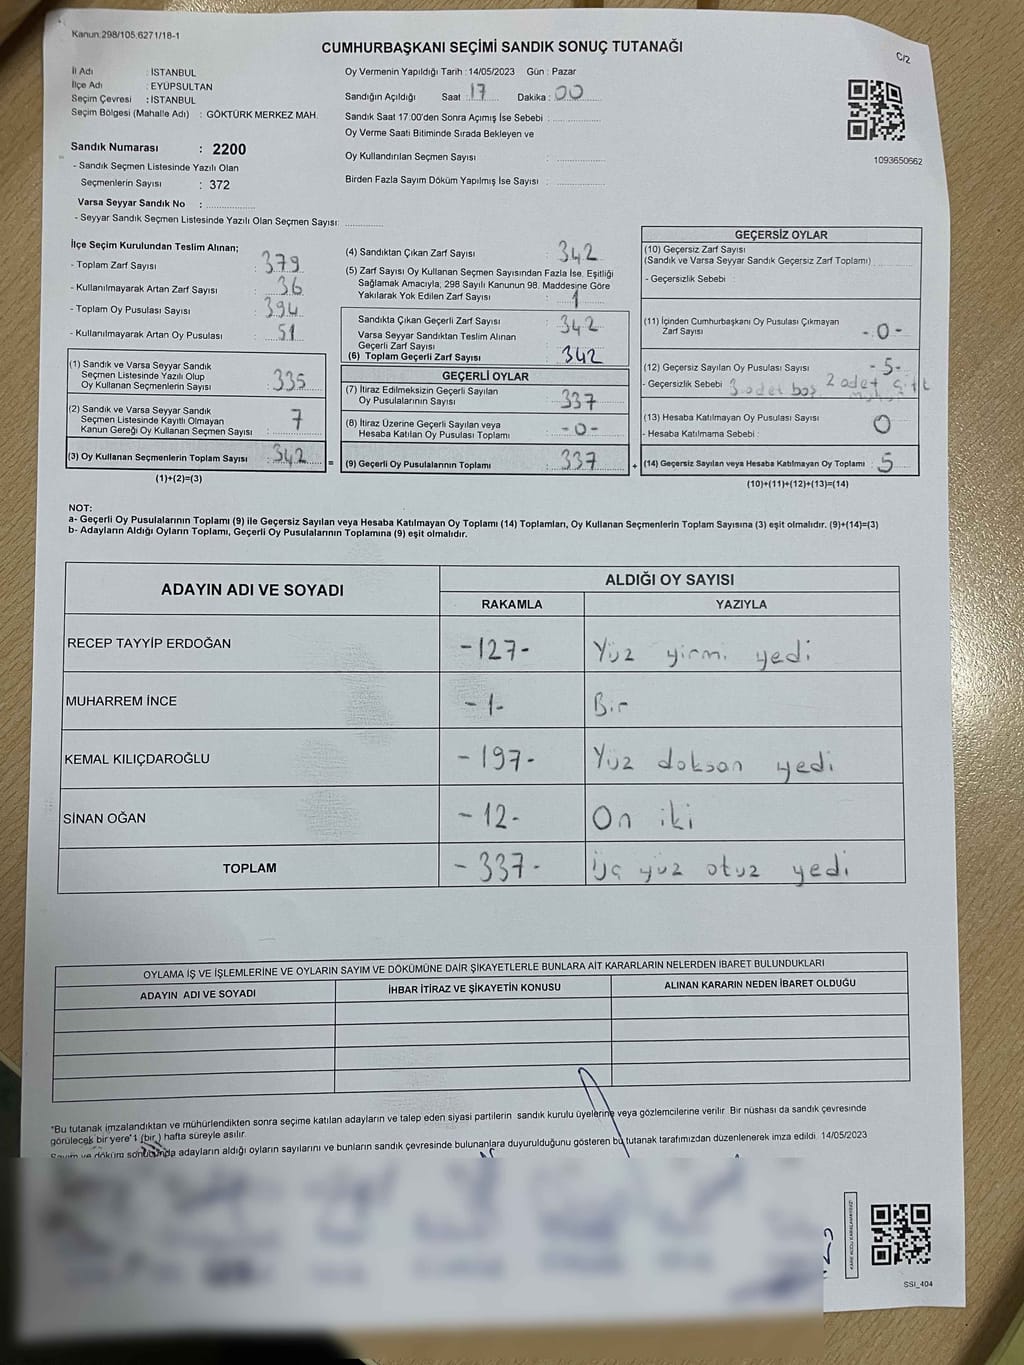 Kanun:298/105:6271/18-1
CUMHURBAŞKANI SEÇİMİ SANDIK SONUÇ TUTANAĞI
C/2
İl Adı : İSTANBUL
İlçe Adı : EYÜPSULTAN
Seçim Çevresi : İSTANBUL
Seçim Bölgesi (Mahalle Adı) : GÖKTÜRK MERKEZ MAH.
Sandık Numarası : 2200
- Sandık Seçmen Listesinde Yazılı Olan
Seçmenlerin Sayısı : 372
Varsa Seyyar Sandık No : ..............
- Seyyar Sandık Seçmen Listesinde Yazılı Olan Seçmen Sayısı: ..............
Oy Vermenin Yapıldığı Tarih : 14/05/2023 Gün : Pazar
Sandığın Açıldığı Saat : 17 Dakika : 00
Sandık Saat 17.00'den Sonra Açımış İse Sebebi : ..............
Oy Verme Saati Bitiminde Sırada Bekleyen ve
Oy Kullandırılan Seçmen Sayısı : ..............
Birden Fazla Sayım Döküm Yapılmış İse Sayısı : ..............
1093650662
İlçe Seçim Kurulundan Teslim Alınan;
- Toplam Zarf Sayısı : 379
- Kullanılmayarak Artan Zarf Sayısı : 36
- Toplam Oy Pusulası Sayısı : 394
- Kullanılmayarak Artan Oy Pusulası : 51
(1) Sandık ve Varsa Seyyar Sandık
Seçmen Listesinde Yazılı Olup
Oy Kullanan Seçmenlerin Sayısı : 335
(2) Sandık ve Varsa Seyyar Sandık
Seçmen Listesinde Kayıtlı Olmayan
Kanun Gereği Oy Kullanan Seçmen Sayısı : 7
(3) Oy Kullanan Seçmenlerin Toplam Sayısı : 342
(1)+(2)=(3)
=
(4) Sandıktan Çıkan Zarf Sayısı : 342
(5) Zarf Sayısı Oy Kullanan Seçmen Sayısından Fazla İse, Eşitliği
Sağlamak Amacıyla, 298 Sayılı Kanunun 98. Maddesine Göre
Yakılarak Yok Edilen Zarf Sayısı : 1
Sandıkta Çıkan Geçerli Zarf Sayısı : 342
Varsa Seyyar Sandıktan Teslim Alınan
Geçerli Zarf Sayısı :
(6) Toplam Geçerli Zarf Sayısı : 342
GEÇERLİ OYLAR
(7) İtiraz Edilmeksizin Geçerli Sayılan
Oy Pusulalarının Sayısı : 337
(8) İtiraz Üzerine Geçerli Sayılan veya
Hesaba Katılan Oy Pusulası Toplamı : -0-
(9) Geçerli Oy Pusulalarının Toplamı : 337
+
GEÇERSİZ OYLAR
(10) Geçersiz Zarf Sayısı
(Sandık ve Varsa Seyyar Sandık Geçersiz Zarf Toplamı) ..............
- Geçersizlik Sebebi :
(11) İçinden Cumhurbaşkanı Oy Pusulası Çıkmayan
Zarf Sayısı : -0-
(12) Geçersiz Sayılan Oy Pusulası Sayısı : -5-
- Geçersizlik Sebebi 3 adet boş 2 adet çift
(13) Hesaba Katılmayan Oy Pusulası Sayısı : 0
- Hesaba Katılmama Sebebi :
(14) Geçersiz Sayılan veya Hesaba Katılmayan Oy Toplamı : 5
(10)+(11)+(12)+(13)=(14)
NOT:
a- Geçerli Oy Pusulalarının Toplamı (9) ile Geçersiz Sayılan veya Hesaba Katılmayan Oy Toplamı (14) Toplamları, Oy Kullanan Seçmenlerin Toplam Sayısına (3) eşit olmalıdır. (9)+(14)=(3)
b- Adayların Aldığı Oyların Toplamı, Geçerli Oy Pusulalarının Toplamına (9) eşit olmalıdır.
ADAYIN ADI VE SOYADI
ALDIĞI OY SAYISI
RAKAMLA YAZIYLA
RECEP TAYYİP ERDOĞAN -127- Yüz yirmi yedi
MUHARREM İNCE -1- Bir
KEMAL KILIÇDAROĞLU -197- Yüz doksan yedi
SİNAN OĞAN -12- On iki
TOPLAM -337- Üç yüz otuz yedi
OYLAMA İŞ VE İŞLEMLERİNE VE OYLARIN SAYIM VE DÖKÜMÜNE DAİR ŞİKAYETLERLE BUNLARA AİT KARARLARIN NELERDEN İBARET BULUNDUKLARI
ADAYIN ADI VE SOYADI İHBAR İTİRAZ VE ŞİKAYETİN KONUSU ALINAN KARARIN NEDEN İBARET OLDUĞU
*Bu tutanak imzalandıktan ve mühürlendikten sonra seçime katılan adayların ve talep eden siyasi partilerin sandık kurulu üyelerine veya gözlemcilerine verilir. Bir nüshası da sandık çevresinde
görülecek bir yere 1 (bir ) hafta süreyle asılır.
Sayım ve döküm sonucunda adayların aldığı oyların sayılarını ve bunların sandık çevresinde bulunanlara duyurulduğunu gösteren bu tutanak tarafımızdan düzenlenerek imza edildi. 14/05/2023
SSI_404